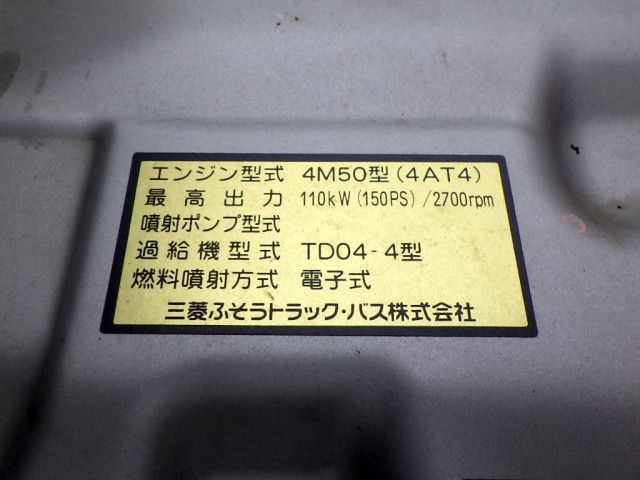 エンジン型式 4M50型(4AT4)
最高出力 110kW(150PS)/2700rpm
噴射ポンプ型式
過給機型式 TD04-4型
燃料噴射方式 電子式
三菱ふそうトラック・バス株式会社